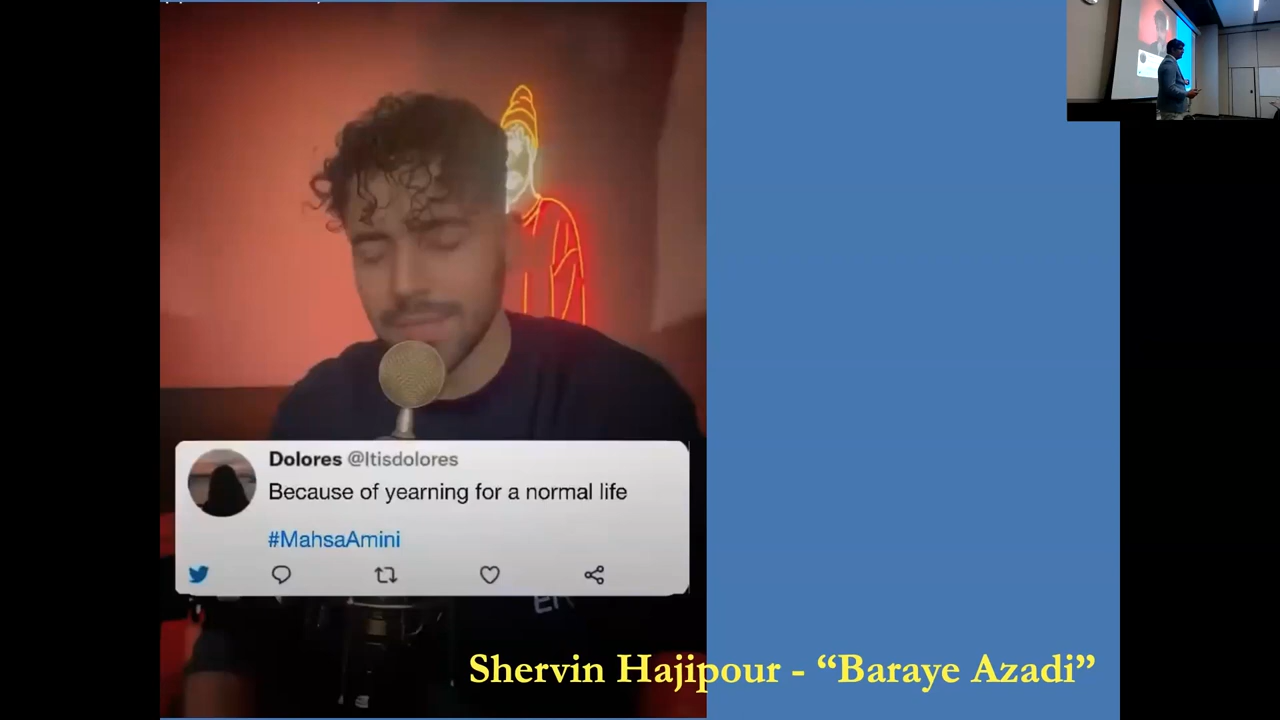 Dolores @Itisdolores
Because of yearning for a normal life
#MahsaAmini
Shervin Hajipour - “Baraye Azadi”